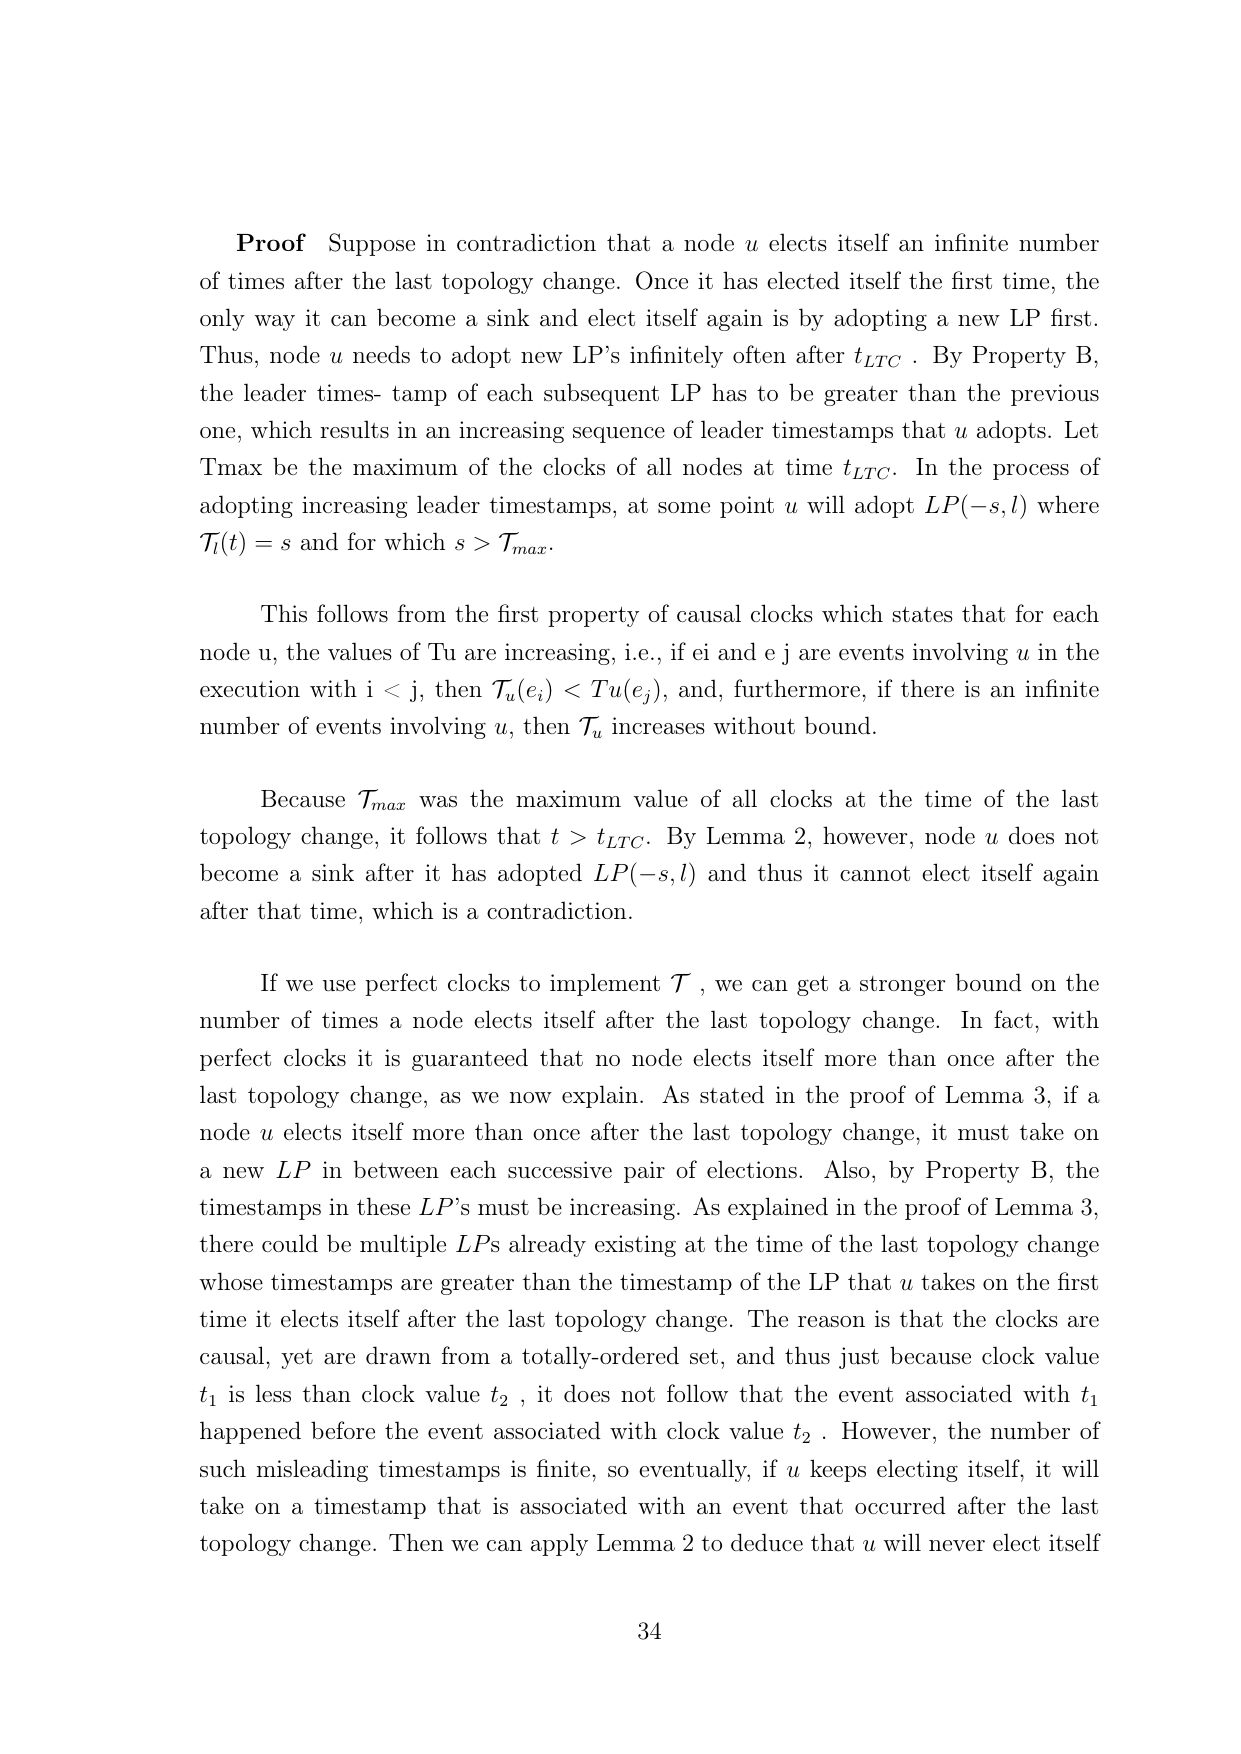 Proof Suppose in contradiction that a node u elects itself an infinite number
of times after the last topology change. Once it has elected itself the first time, the
only way it can become a sink and elect itself again is by adopting a new LP first.
Thus, node u needs to adopt new LP's infinitely often after t_{LTC} . By Property B,
the leader times- tamp of each subsequent LP has to be greater than the previous
one, which results in an increasing sequence of leader timestamps that u adopts. Let
Tmax be the maximum of the clocks of all nodes at time t_{LTC}. In the process of
adopting increasing leader timestamps, at some point u will adopt LP(−s, l) where
𝒯_l(t) = s and for which s > 𝒯_{max}.
This follows from the first property of causal clocks which states that for each
node u, the values of Tu are increasing, i.e., if ei and e j are events involving u in the
execution with i < j, then 𝒯_u(e_i) < Tu(e_j), and, furthermore, if there is an infinite
number of events involving u, then 𝒯_u increases without bound.
Because 𝒯_{max} was the maximum value of all clocks at the time of the last
topology change, it follows that t > t_{LTC}. By Lemma 2, however, node u does not
become a sink after it has adopted LP(−s, l) and thus it cannot elect itself again
after that time, which is a contradiction.
If we use perfect clocks to implement 𝒯 , we can get a stronger bound on the
number of times a node elects itself after the last topology change. In fact, with
perfect clocks it is guaranteed that no node elects itself more than once after the
last topology change, as we now explain. As stated in the proof of Lemma 3, if a
node u elects itself more than once after the last topology change, it must take on
a new LP in between each successive pair of elections. Also, by Property B, the
timestamps in these LP's must be increasing. As explained in the proof of Lemma 3,
there could be multiple LPs already existing at the time of the last topology change
whose timestamps are greater than the timestamp of the LP that u takes on the first
time it elects itself after the last topology change. The reason is that the clocks are
causal, yet are drawn from a totally-ordered set, and thus just because clock value
t_1 is less than clock value t_2 , it does not follow that the event associated with t_1
happened before the event associated with clock value t_2 . However, the number of
such misleading timestamps is finite, so eventually, if u keeps electing itself, it will
take on a timestamp that is associated with an event that occurred after the last
topology change. Then we can apply Lemma 2 to deduce that u will never elect itself
34